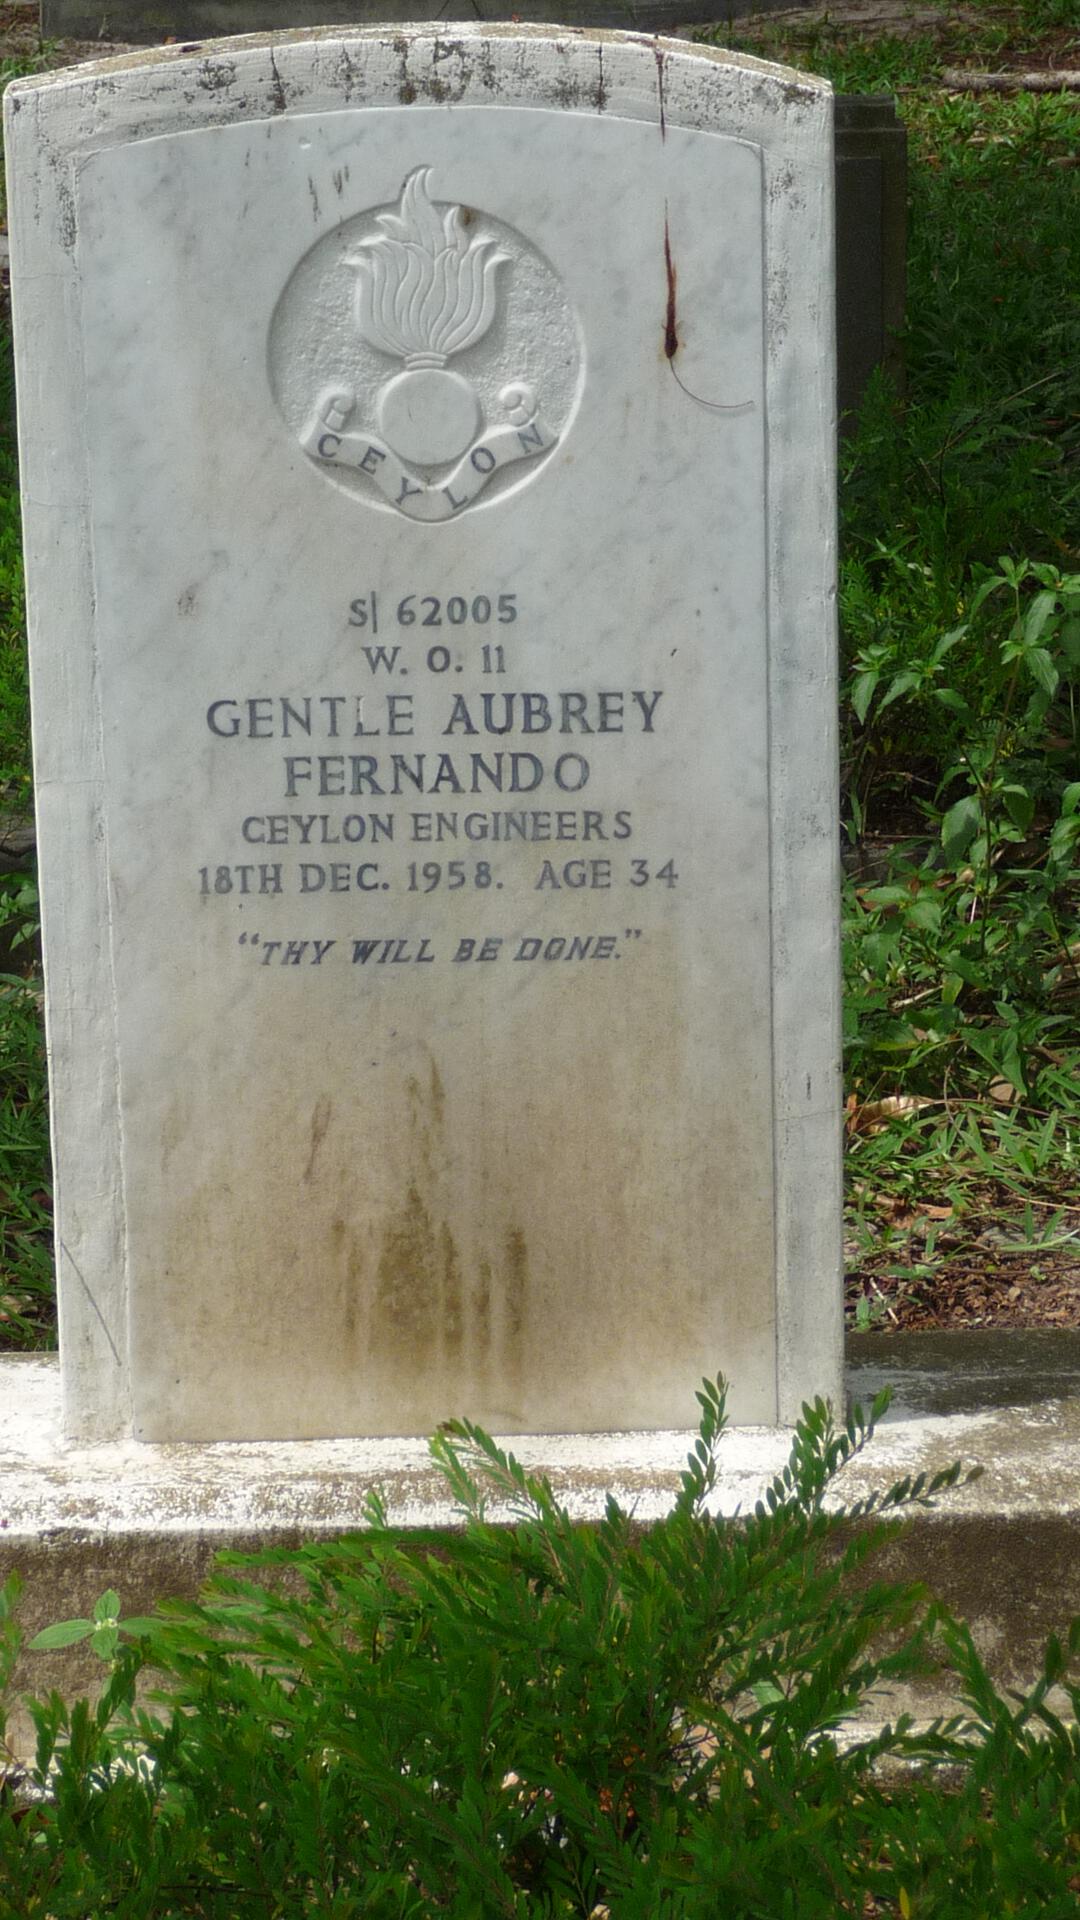 CEYLON
S| 62005
W. O. 11
GENTLE AUBREY
FERNANDO
CEYLON ENGINEERS
18TH DEC. 1958. AGE 34
"THY WILL BE DONE."